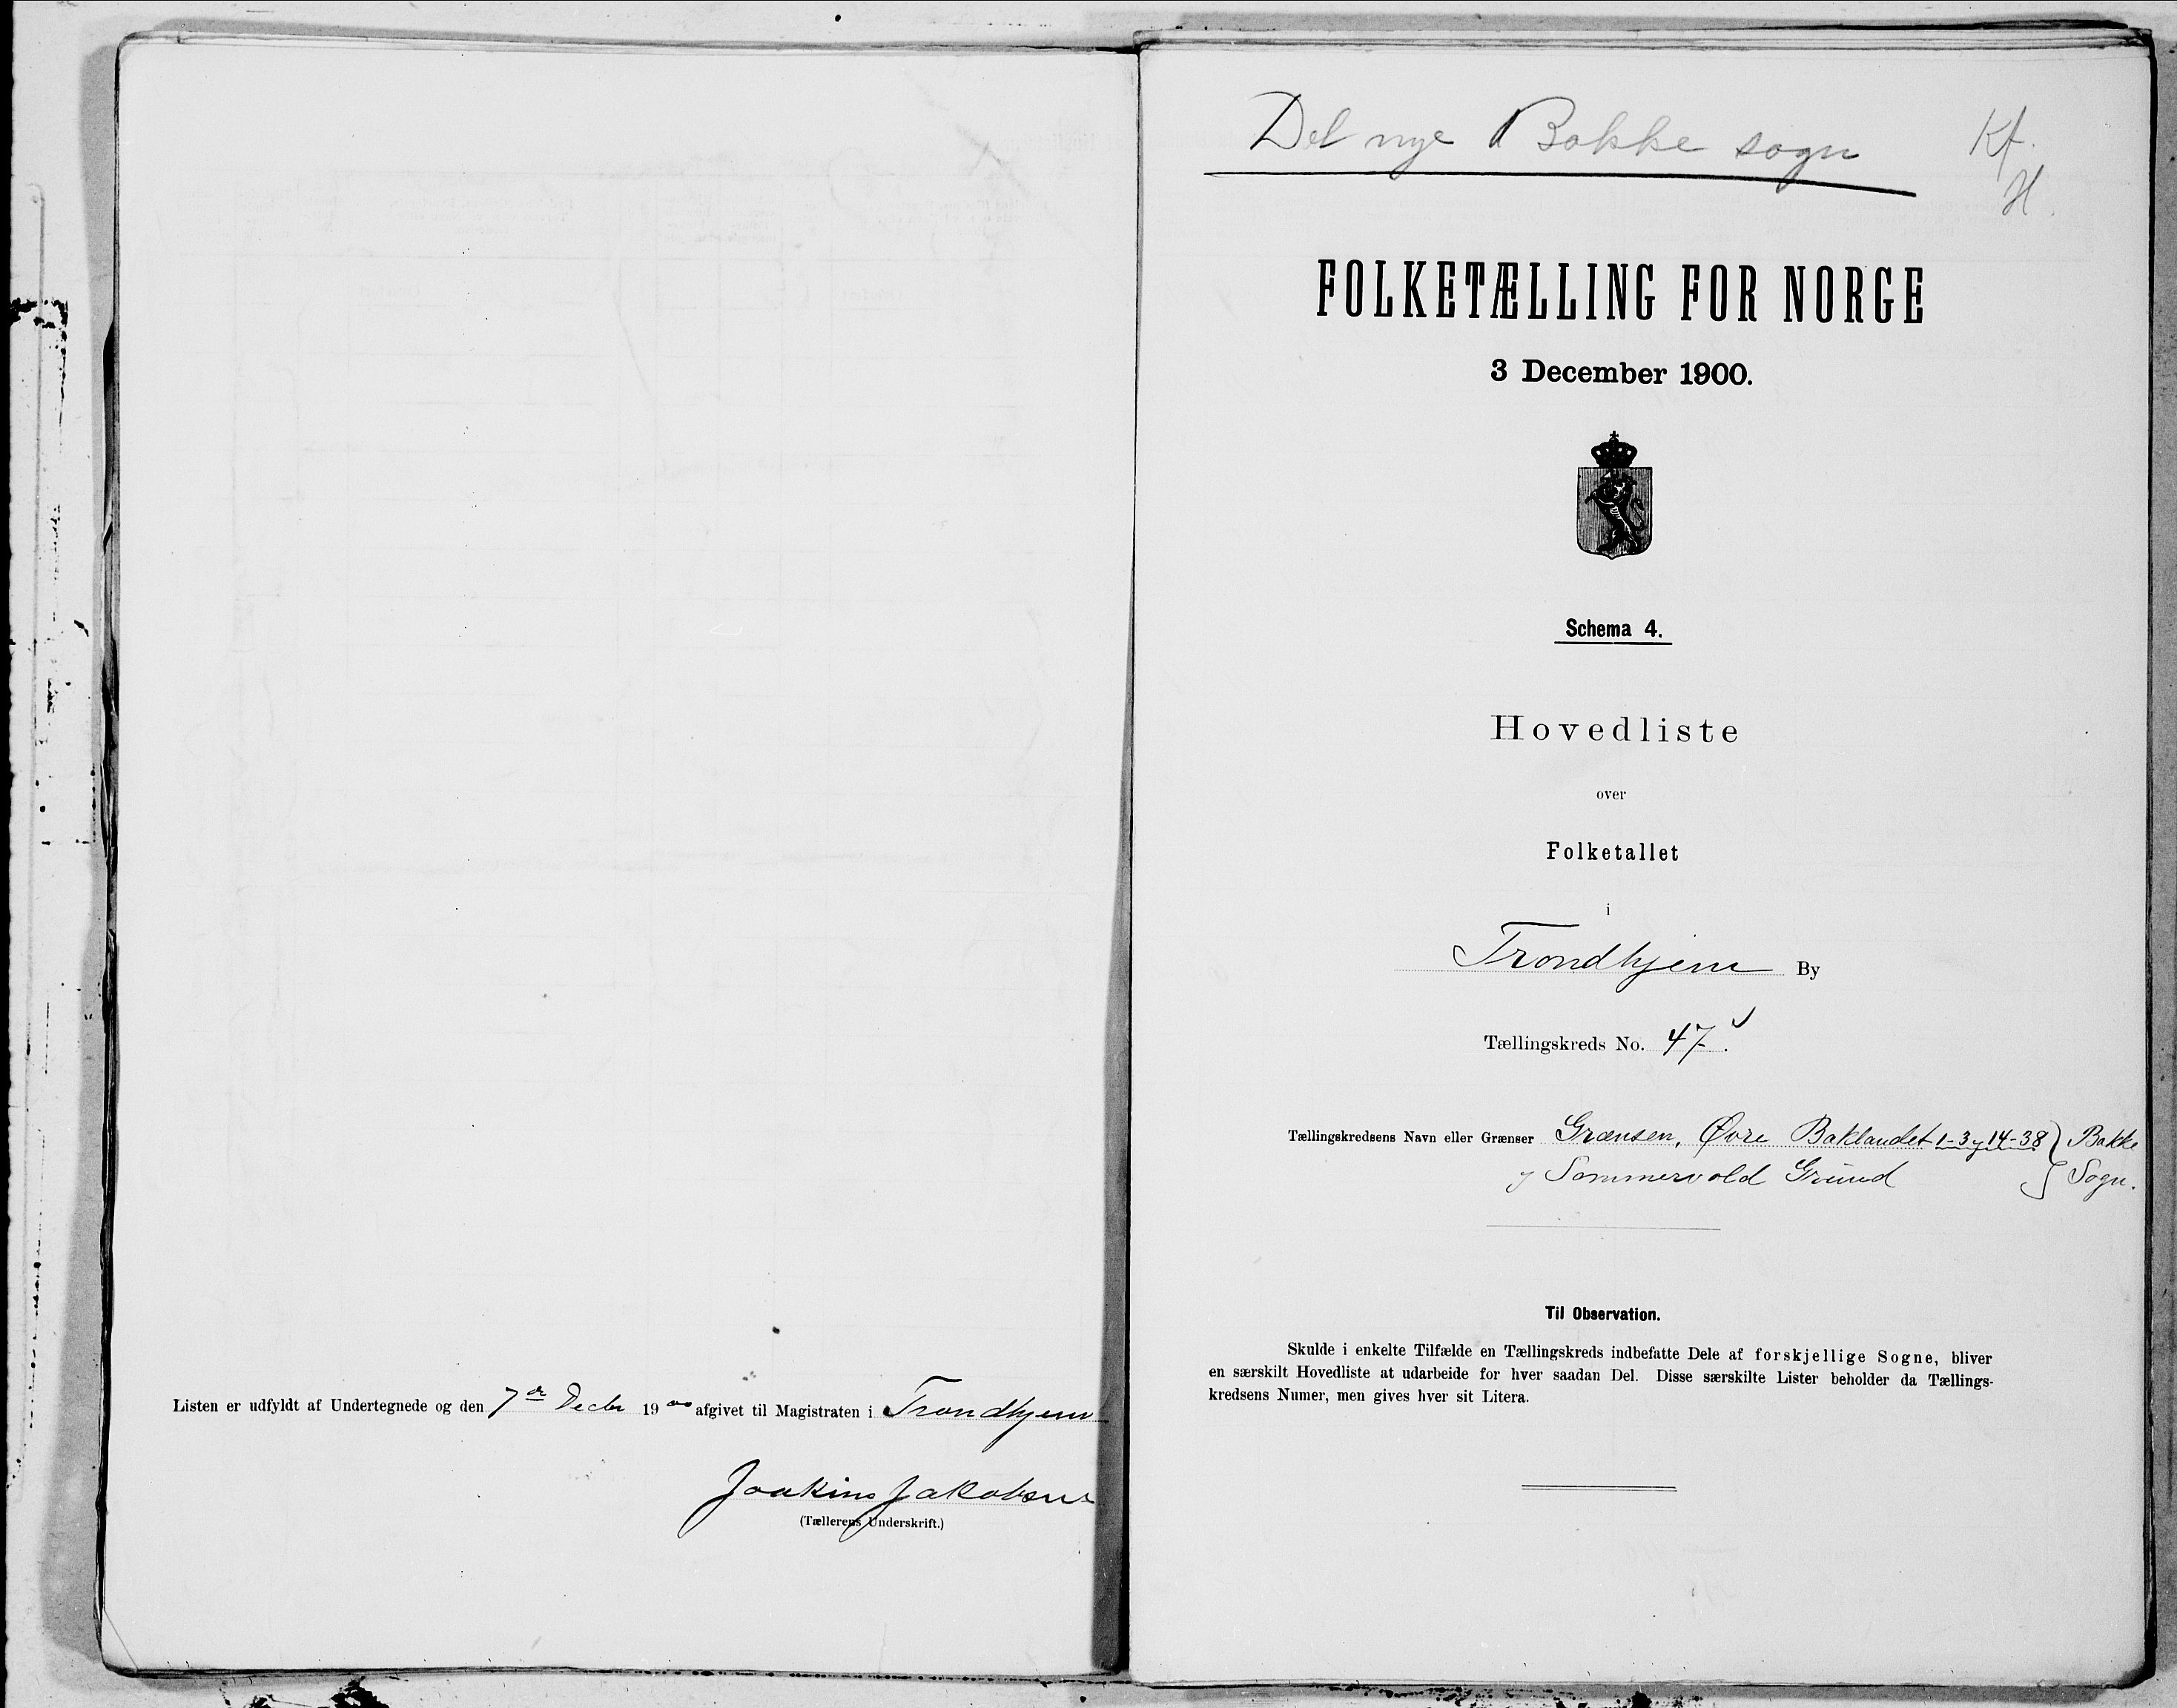 Listen er udfyldt af Undertegnede og den 7de Decbr 1900 afgivet til Magistraten i Trondhjem
Joakim Jakobsen
(Tællerens Underskrift.)
Del nye Bakke sogn
Kf.
H.
FOLKETÆLLING FOR NORGE
3 December 1900.
Schema 4.
Hovedliste
over
Folketallet
i
Trondhjem By
Tællingskreds No. 47.
Tællingskredsens Navn eller Grænser Grænsen, Øvre Baklandet 1-3 og 14-38 } Bakke
og Sommervold Grund } Sogn.
Til Observation.
Skulde i enkelte Tilfælde en Tællingskreds indbefatte Dele af forskjellige Sogne, bliver
en særskilt Hovedliste at udarbeide for hver saadan Del. Disse særskilte Lister beholder da Tællings-
kredsens Numer, men gives hver sit Litera.